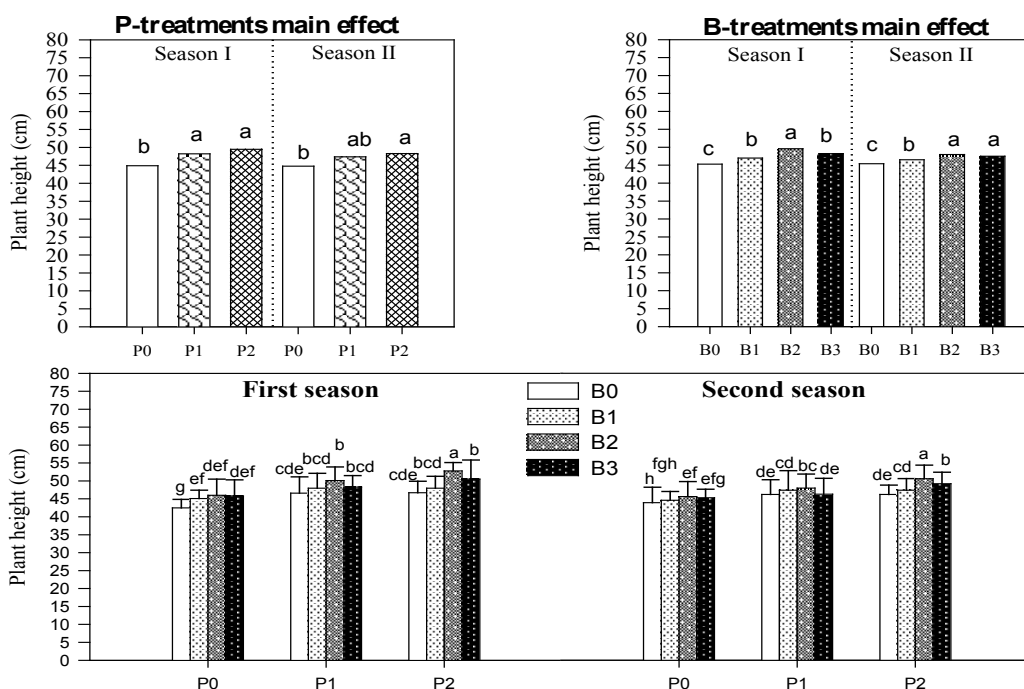 P-treatments main effect
80
75
70
65
60
55
50
45
40
35
30
25
20
15
10
5
0
Plant height (cm)
Season I
Season II
b
a
a
b
ab
a
P0
P1
P2
P0
P1
P2
B-treatments main effect
80
75
70
65
60
55
50
45
40
35
30
25
20
15
10
5
0
Plant height (cm)
Season I
Season II
c
b
a
b
c
b
a
a
B0
B1
B2
B3
B0
B1
B2
B3
80
75
70
65
60
55
50
45
40
35
30
25
20
15
10
5
0
Plant height (cm)
First season
g
ef
def
def
cde
bcd
b
bcd
cde
bcd
a
b
P0
P1
P2
B0
B1
B2
B3
Second season
h
fgh
ef
efg
de
cd
bc
de
de
cd
a
b
P0
P1
P2